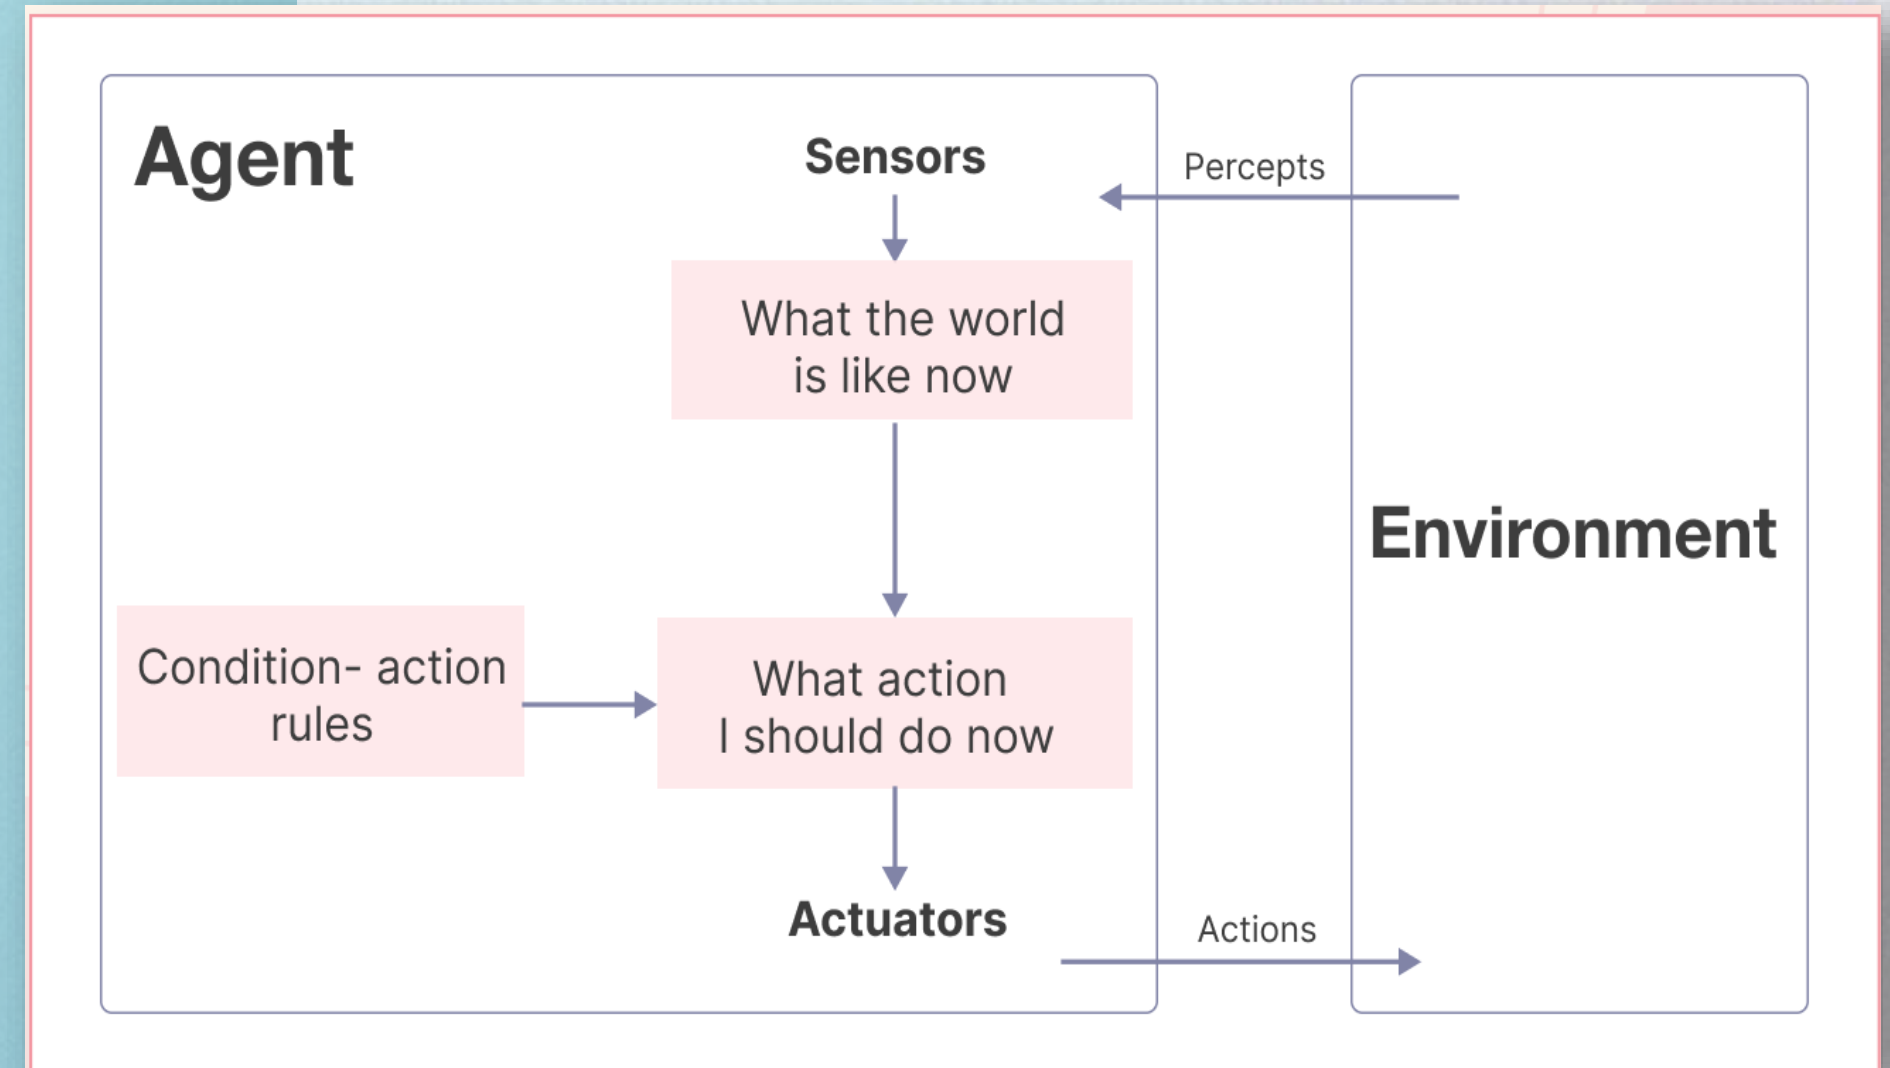 Agent
Sensors
Percepts
What the world
is like now
Environment
Condition- action
rules
What action
I should do now
Actuators
Actions